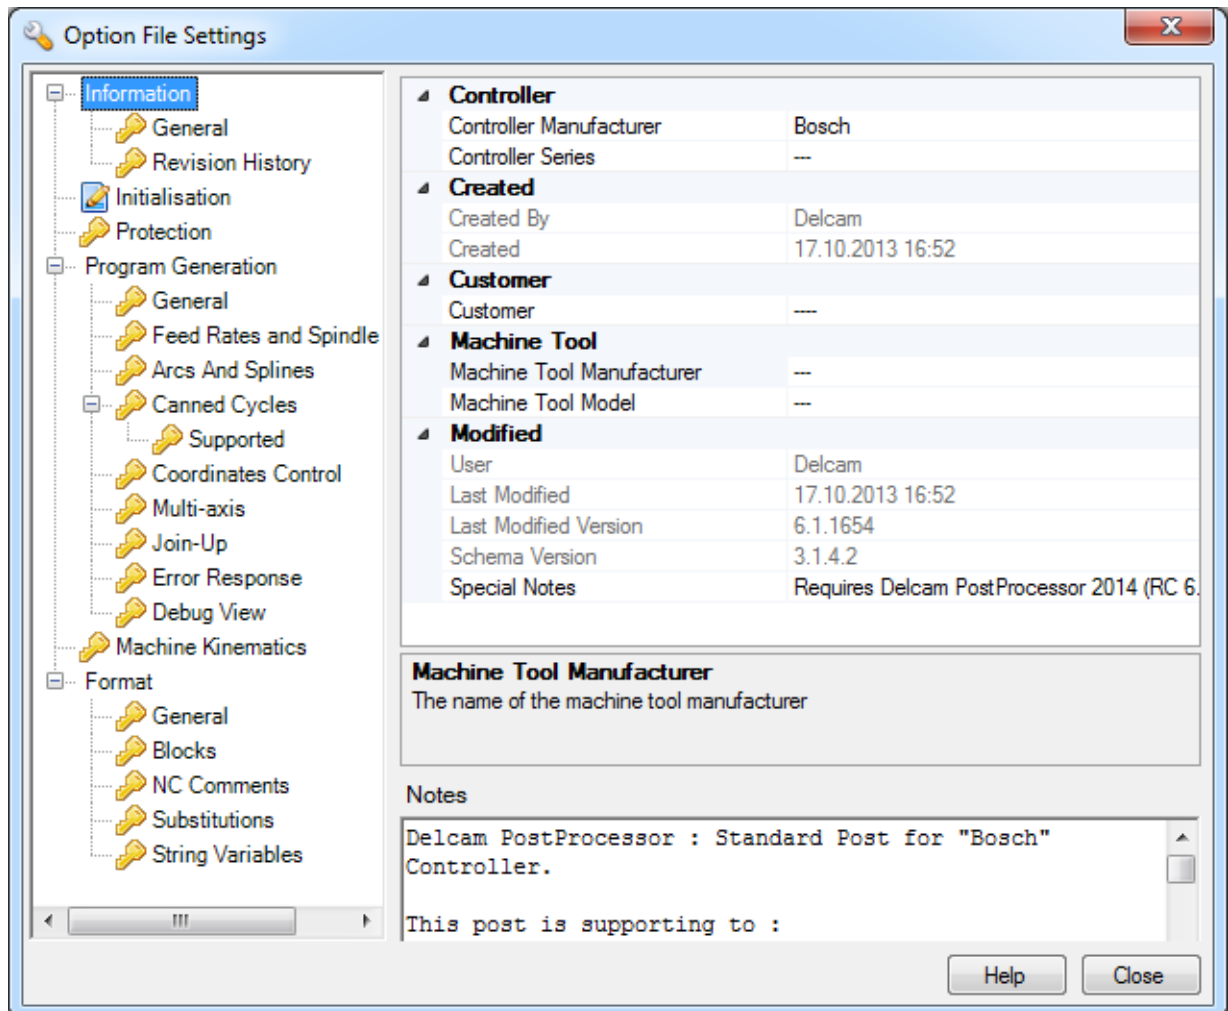 Option File Settings
Information
General
Revision History
Initialisation
Protection
Program Generation
General
Feed Rates and Spindle
Arcs And Splines
Canned Cycles
Supported
Coordinates Control
Multi-axis
Join-Up
Error Response
Debug View
Machine Kinematics
Format
General
Blocks
NC Comments
Substitutions
String Variables
Controller
Controller Manufacturer Bosch
Controller Series ---
Created
Created By Delcam
Created 17.10.2013 16:52
Customer
Customer ----
Machine Tool
Machine Tool Manufacturer ---
Machine Tool Model ---
Modified
User Delcam
Last Modified 17.10.2013 16:52
Last Modified Version 6.1.1654
Schema Version 3.1.4.2
Special Notes Requires Delcam PostProcessor 2014 (RC 6.
Machine Tool Manufacturer
The name of the machine tool manufacturer
Notes
Delcam PostProcessor : Standard Post for "Bosch"
Controller.
This post is supporting to :
Help Close